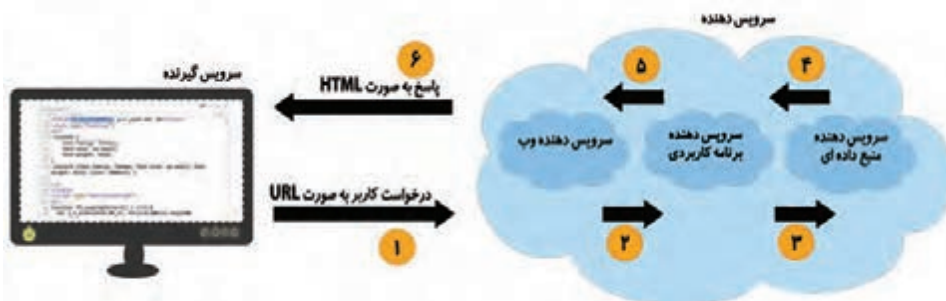 سرویس دهنده
۶
۵
۴
سرویس گیرنده
پاسخ به صورت HTML
سرویس دهنده وب
سرویس دهنده
برنامه کاربردی
سرویس دهنده
منبع داده ای
درخواست کاربر به صورت URL
۱
۲
۳